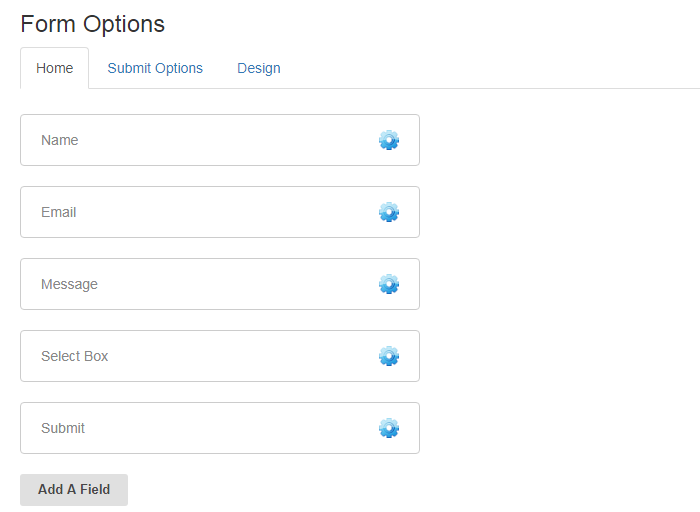 Form Options
Home Submit Options Design
Name
Email
Message
Select Box
Submit
Add A Field